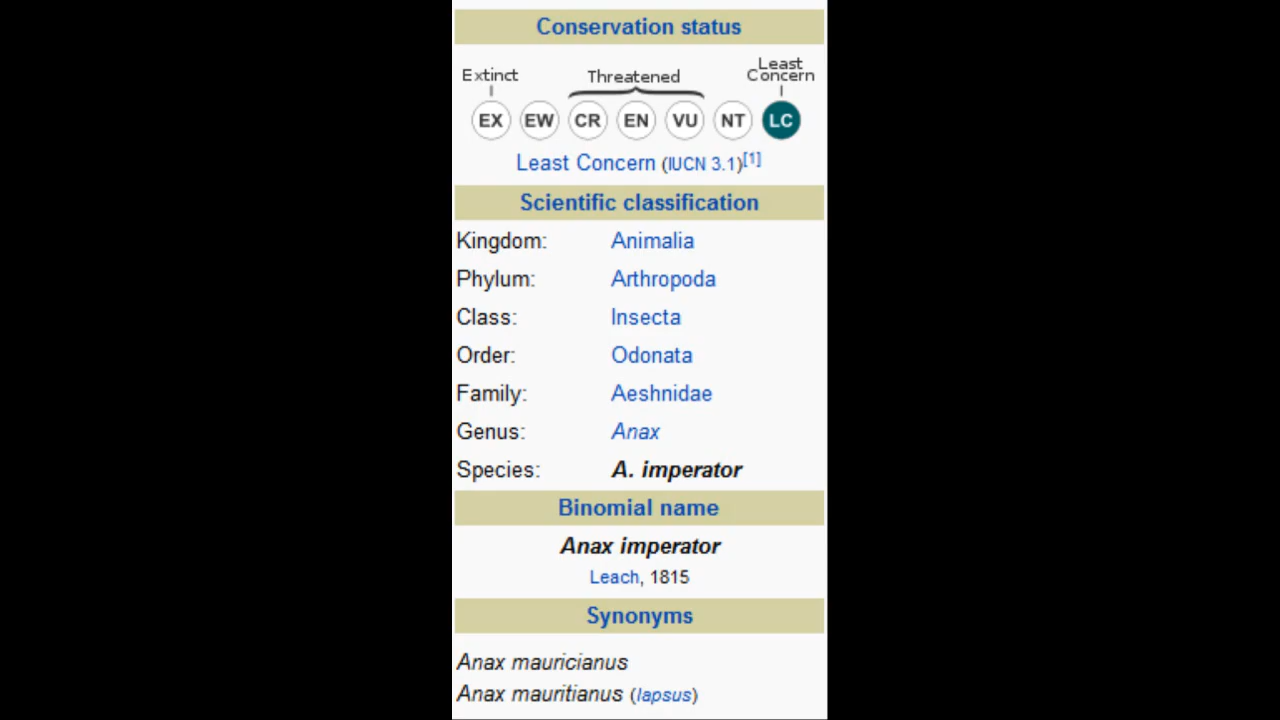 Conservation status
Extinct
Threatened
Least
Concern
EX EW CR EN VU NT LC
Least Concern (IUCN 3.1)[1]
Scientific classification
Kingdom: Animalia
Phylum: Arthropoda
Class: Insecta
Order: Odonata
Family: Aeshnidae
Genus: Anax
Species: A. imperator
Binomial name
Anax imperator
Leach, 1815
Synonyms
Anax mauricianus
Anax mauritianus (lapsus)